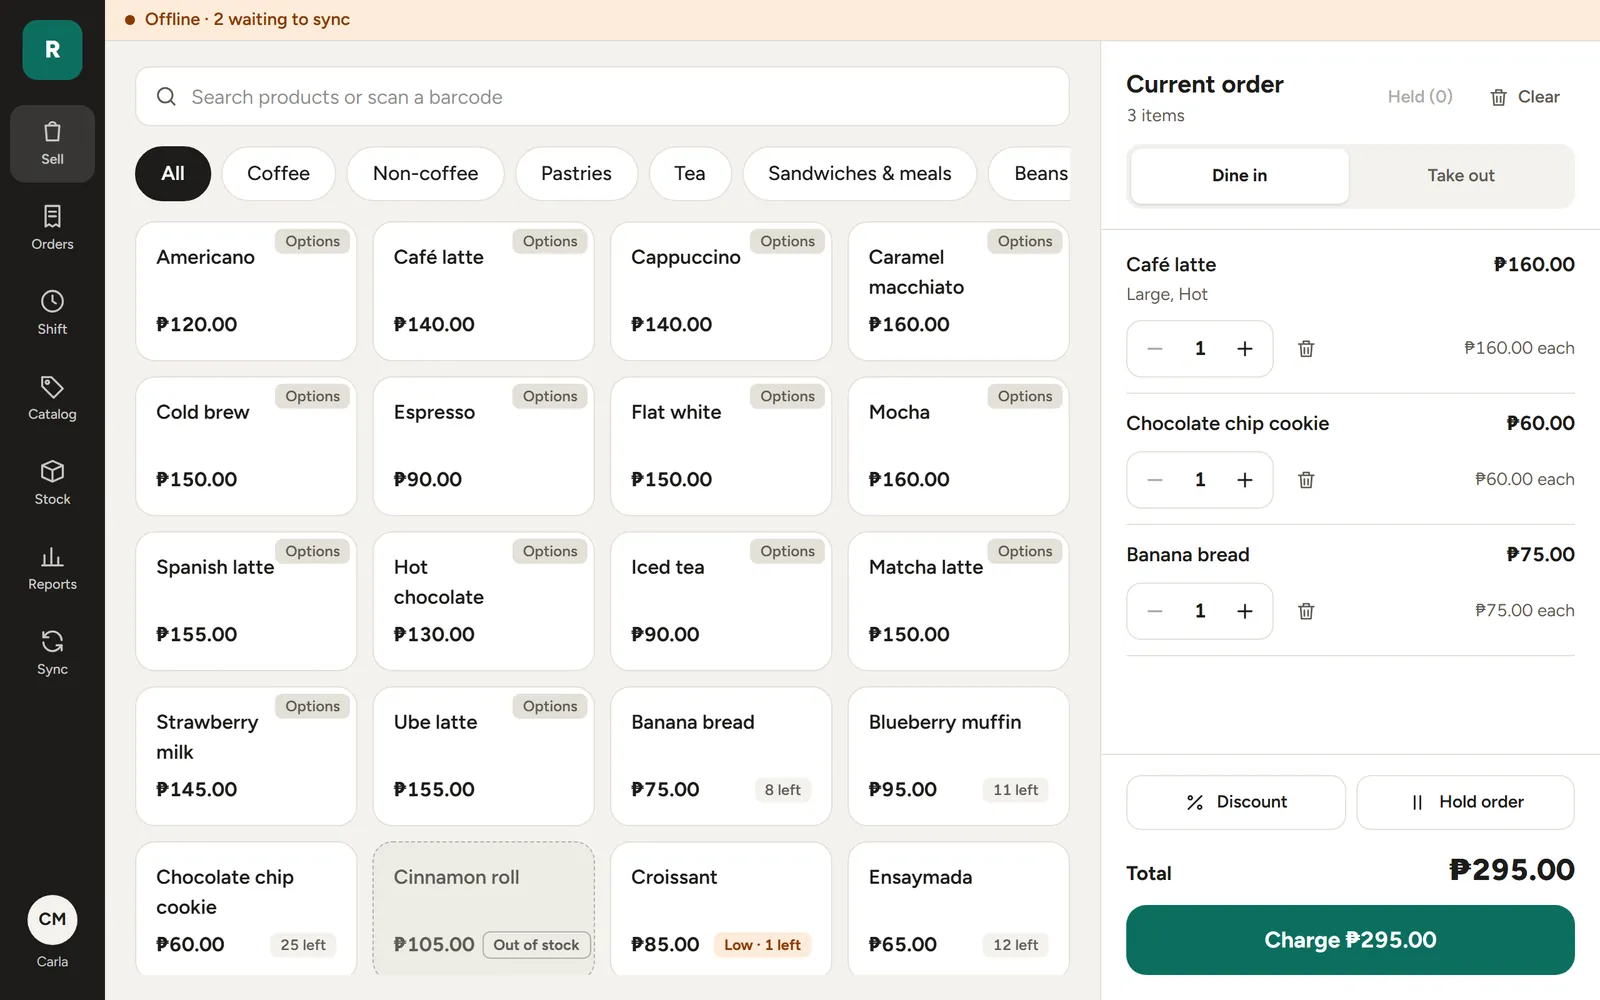 R
Sell
Orders
Shift
Catalog
Stock
Reports
Sync
CM
Carla
Offline · 2 waiting to sync
Search products or scan a barcode
All
Coffee
Non-coffee
Pastries
Tea
Sandwiches & meals
Beans
Americano
Options
₱120.00
Café latte
Options
₱140.00
Cappuccino
Options
₱140.00
Caramel
macchiato
Options
₱160.00
Cold brew
Options
₱150.00
Espresso
Options
₱90.00
Flat white
Options
₱150.00
Mocha
Options
₱160.00
Spanish latte
Options
₱155.00
Hot
chocolate
Options
₱130.00
Iced tea
Options
₱90.00
Matcha latte
Options
₱150.00
Strawberry
milk
Options
₱145.00
Ube latte
Options
₱155.00
Banana bread
₱75.00
8 left
Blueberry muffin
₱95.00
11 left
Chocolate chip
cookie
₱60.00
25 left
Cinnamon roll
₱105.00
Out of stock
Croissant
₱85.00
Low · 1 left
Ensaymada
₱65.00
12 left
Current order
3 items
Held (0)
Clear
Dine in
Take out
Café latte
₱160.00
Large, Hot
1
₱160.00 each
Chocolate chip cookie
₱60.00
1
₱60.00 each
Banana bread
₱75.00
1
₱75.00 each
Discount
Hold order
Total
₱295.00
Charge ₱295.00